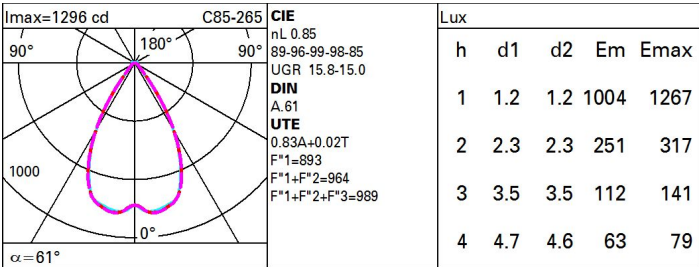 Imax=1296 cd
C85-265
90°
180°
90°
1000
0°
α=61°
CIE
nL 0.85
89-96-99-98-85
UGR 15.8-15.0
DIN
A.61
UTE
0.83A+0.02T
F"1=893
F"1+F"2=964
F"1+F"2+F"3=989
Lux
h d1 d2 Em Emax
1 1.2 1.2 1004 1267
2 2.3 2.3 251 317
3 3.5 3.5 112 141
4 4.7 4.6 63 79